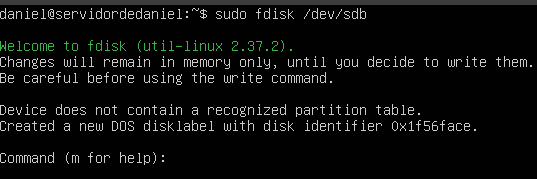 daniel@servidordedaniel:~$ sudo fdisk /dev/sdb
Welcome to fdisk (util-linux 2.37.2).
Changes will remain in memory only, until you decide to write them.
Be careful before using the write command.
Device does not contain a recognized partition table.
Created a new DOS disklabel with disk identifier 0x1f56face.
Command (m for help):